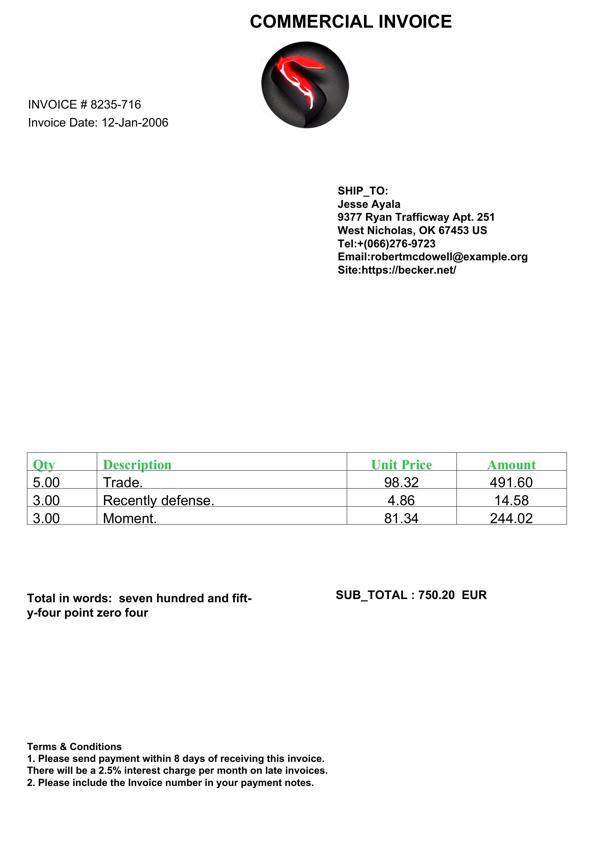 COMMERCIAL INVOICE
INVOICE # 8235-716
Invoice Date: 12-Jan-2006
SHIP_TO:
Jesse Ayala
9377 Ryan Trafficway Apt. 251
West Nicholas, OK 67453 US
Tel:+(066)276-9723
Email:robertmcdowell@example.org
Site:https://becker.net/
Qty Description Unit Price Amount
5.00 Trade. 98.32 491.60
3.00 Recently defense. 4.86 14.58
3.00 Moment. 81.34 244.02
Total in words:  seven hundred and fift-
y-four point zero four
SUB_TOTAL : 750.20  EUR
Terms & Conditions
1. Please send payment within 8 days of receiving this invoice.
There will be a 2.5% interest charge per month on late invoices.
2. Please include the Invoice number in your payment notes.